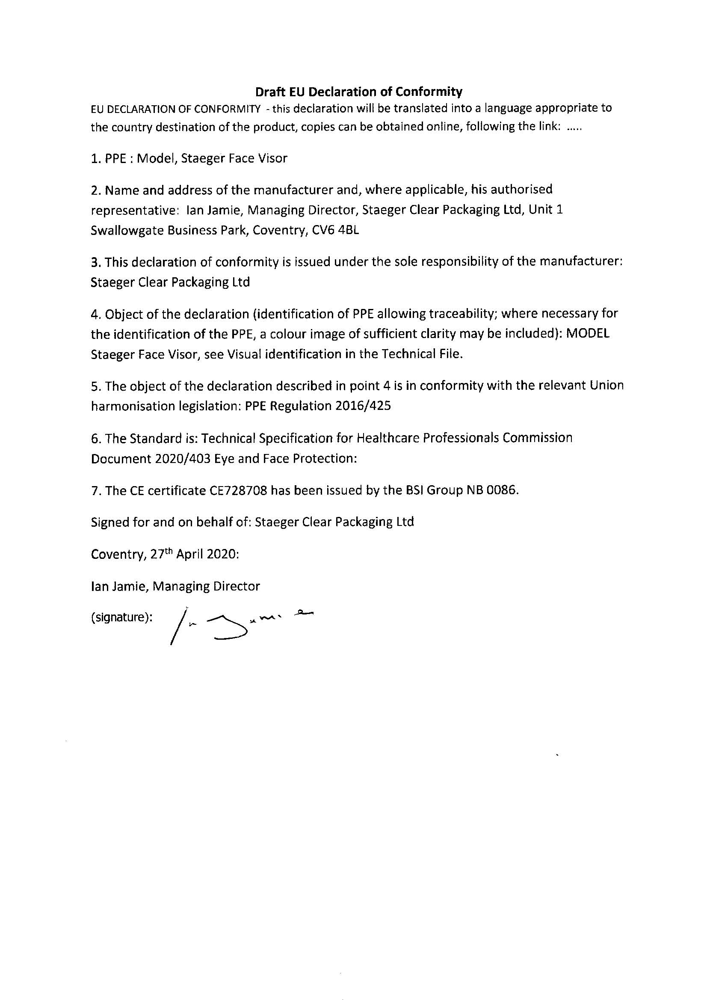 Draft EU Declaration of Conformity
EU DECLARATION OF CONFORMITY - this declaration will be translated into a language appropriate to
the country destination of the product, copies can be obtained online, following the link: .....
1. PPE : Model, Staeger Face Visor
2. Name and address of the manufacturer and, where applicable, his authorised
representative: Ian Jamie, Managing Director, Staeger Clear Packaging Ltd, Unit 1
Swallowgate Business Park, Coventry, CV6 4BL
3. This declaration of conformity is issued under the sole responsibility of the manufacturer:
Staeger Clear Packaging Ltd
4. Object of the declaration (identification of PPE allowing traceability; where necessary for
the identification of the PPE, a colour image of sufficient clarity may be included): MODEL
Staeger Face Visor, see Visual identification in the Technical File.
5. The object of the declaration described in point 4 is in conformity with the relevant Union
harmonisation legislation: PPE Regulation 2016/425
6. The Standard is: Technical Specification for Healthcare Professionals Commission
Document 2020/403 Eye and Face Protection:
7. The CE certificate CE728708 has been issued by the BSI Group NB 0086.
Signed for and on behalf of: Staeger Clear Packaging Ltd
Coventry, 27th April 2020:
Ian Jamie, Managing Director
(signature):